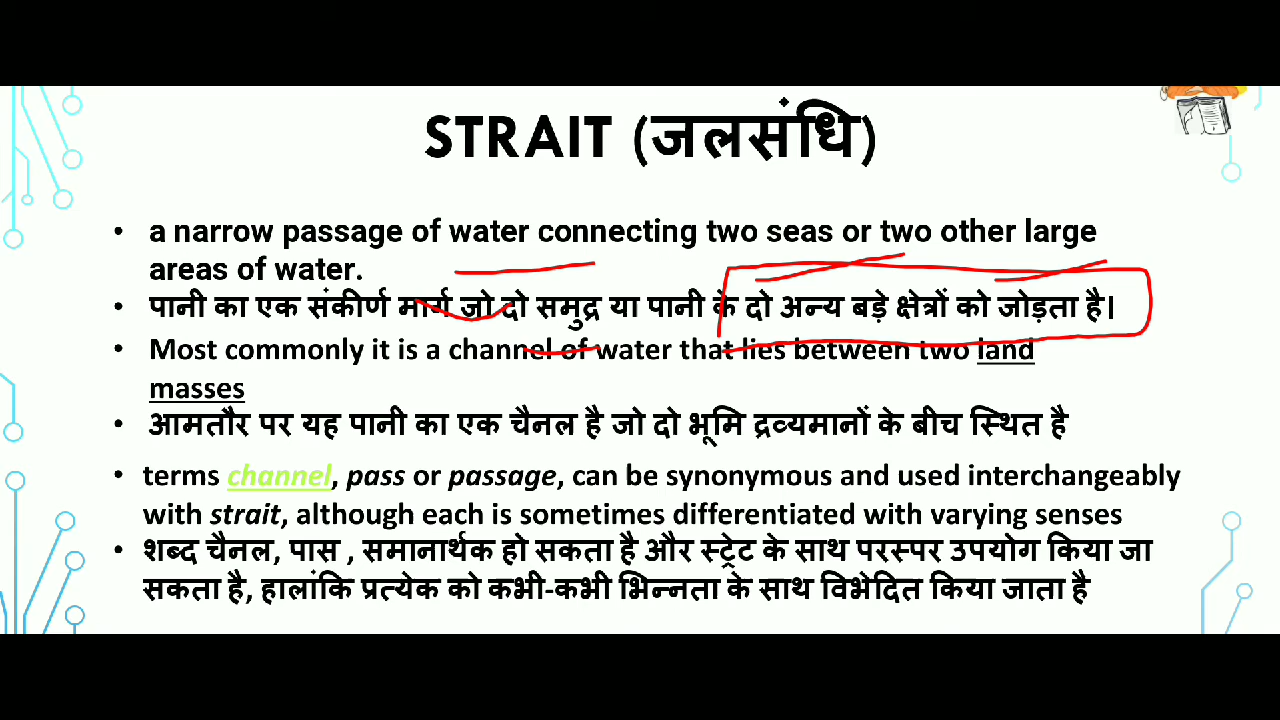 STRAIT (जलसंधि)
a narrow passage of water connecting two seas or two other large
areas of water.
पानी का एक संकीर्ण मार्ग जो दो समुद्र या पानी के दो अन्य बड़े क्षेत्रों को जोड़ता है।
Most commonly it is a channel of water that lies between two land
masses
आमतौर पर यह पानी का एक चैनल है जो दो भूमि द्रव्यमानों के बीच स्थित है
terms channel, pass or passage, can be synonymous and used interchangeably
with strait, although each is sometimes differentiated with varying senses
शब्द चैनल, पास , समानार्थक हो सकता है और स्ट्रेट के साथ परस्पर उपयोग किया जा
सकता है, हालांकि प्रत्येक को कभी-कभी भिन्नता के साथ विभेदित किया जाता है